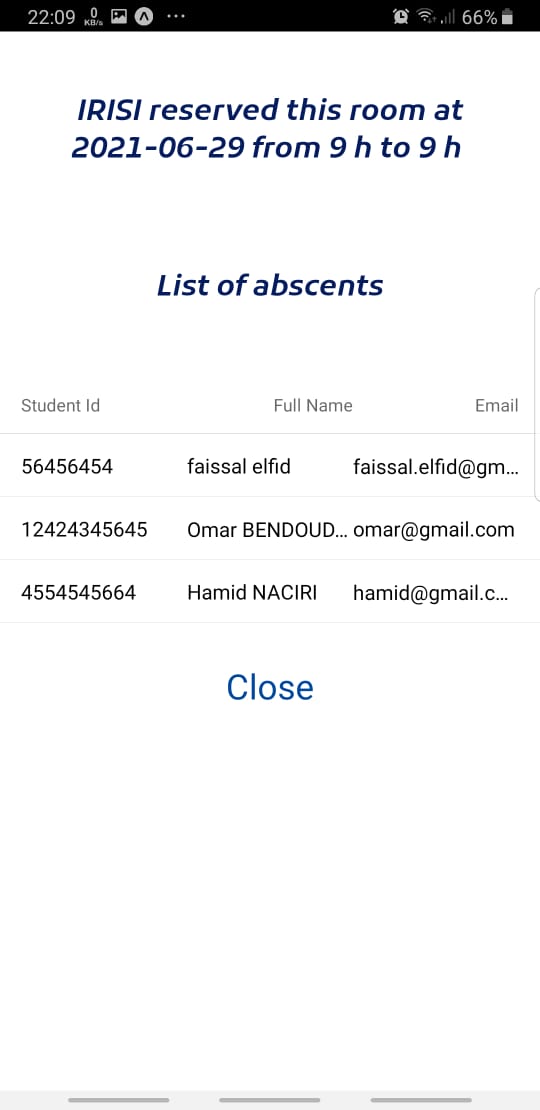 22:09 0 KB/s 66%
IRISI reserved this room at
2021-06-29 from 9 h to 9 h
List of abscents
Student Id Full Name Email
56456454 faissal elfid faissal.elfid@gm...
12424345645 Omar BENDOUD... omar@gmail.com
4554545664 Hamid NACIRI hamid@gmail.c...
Close